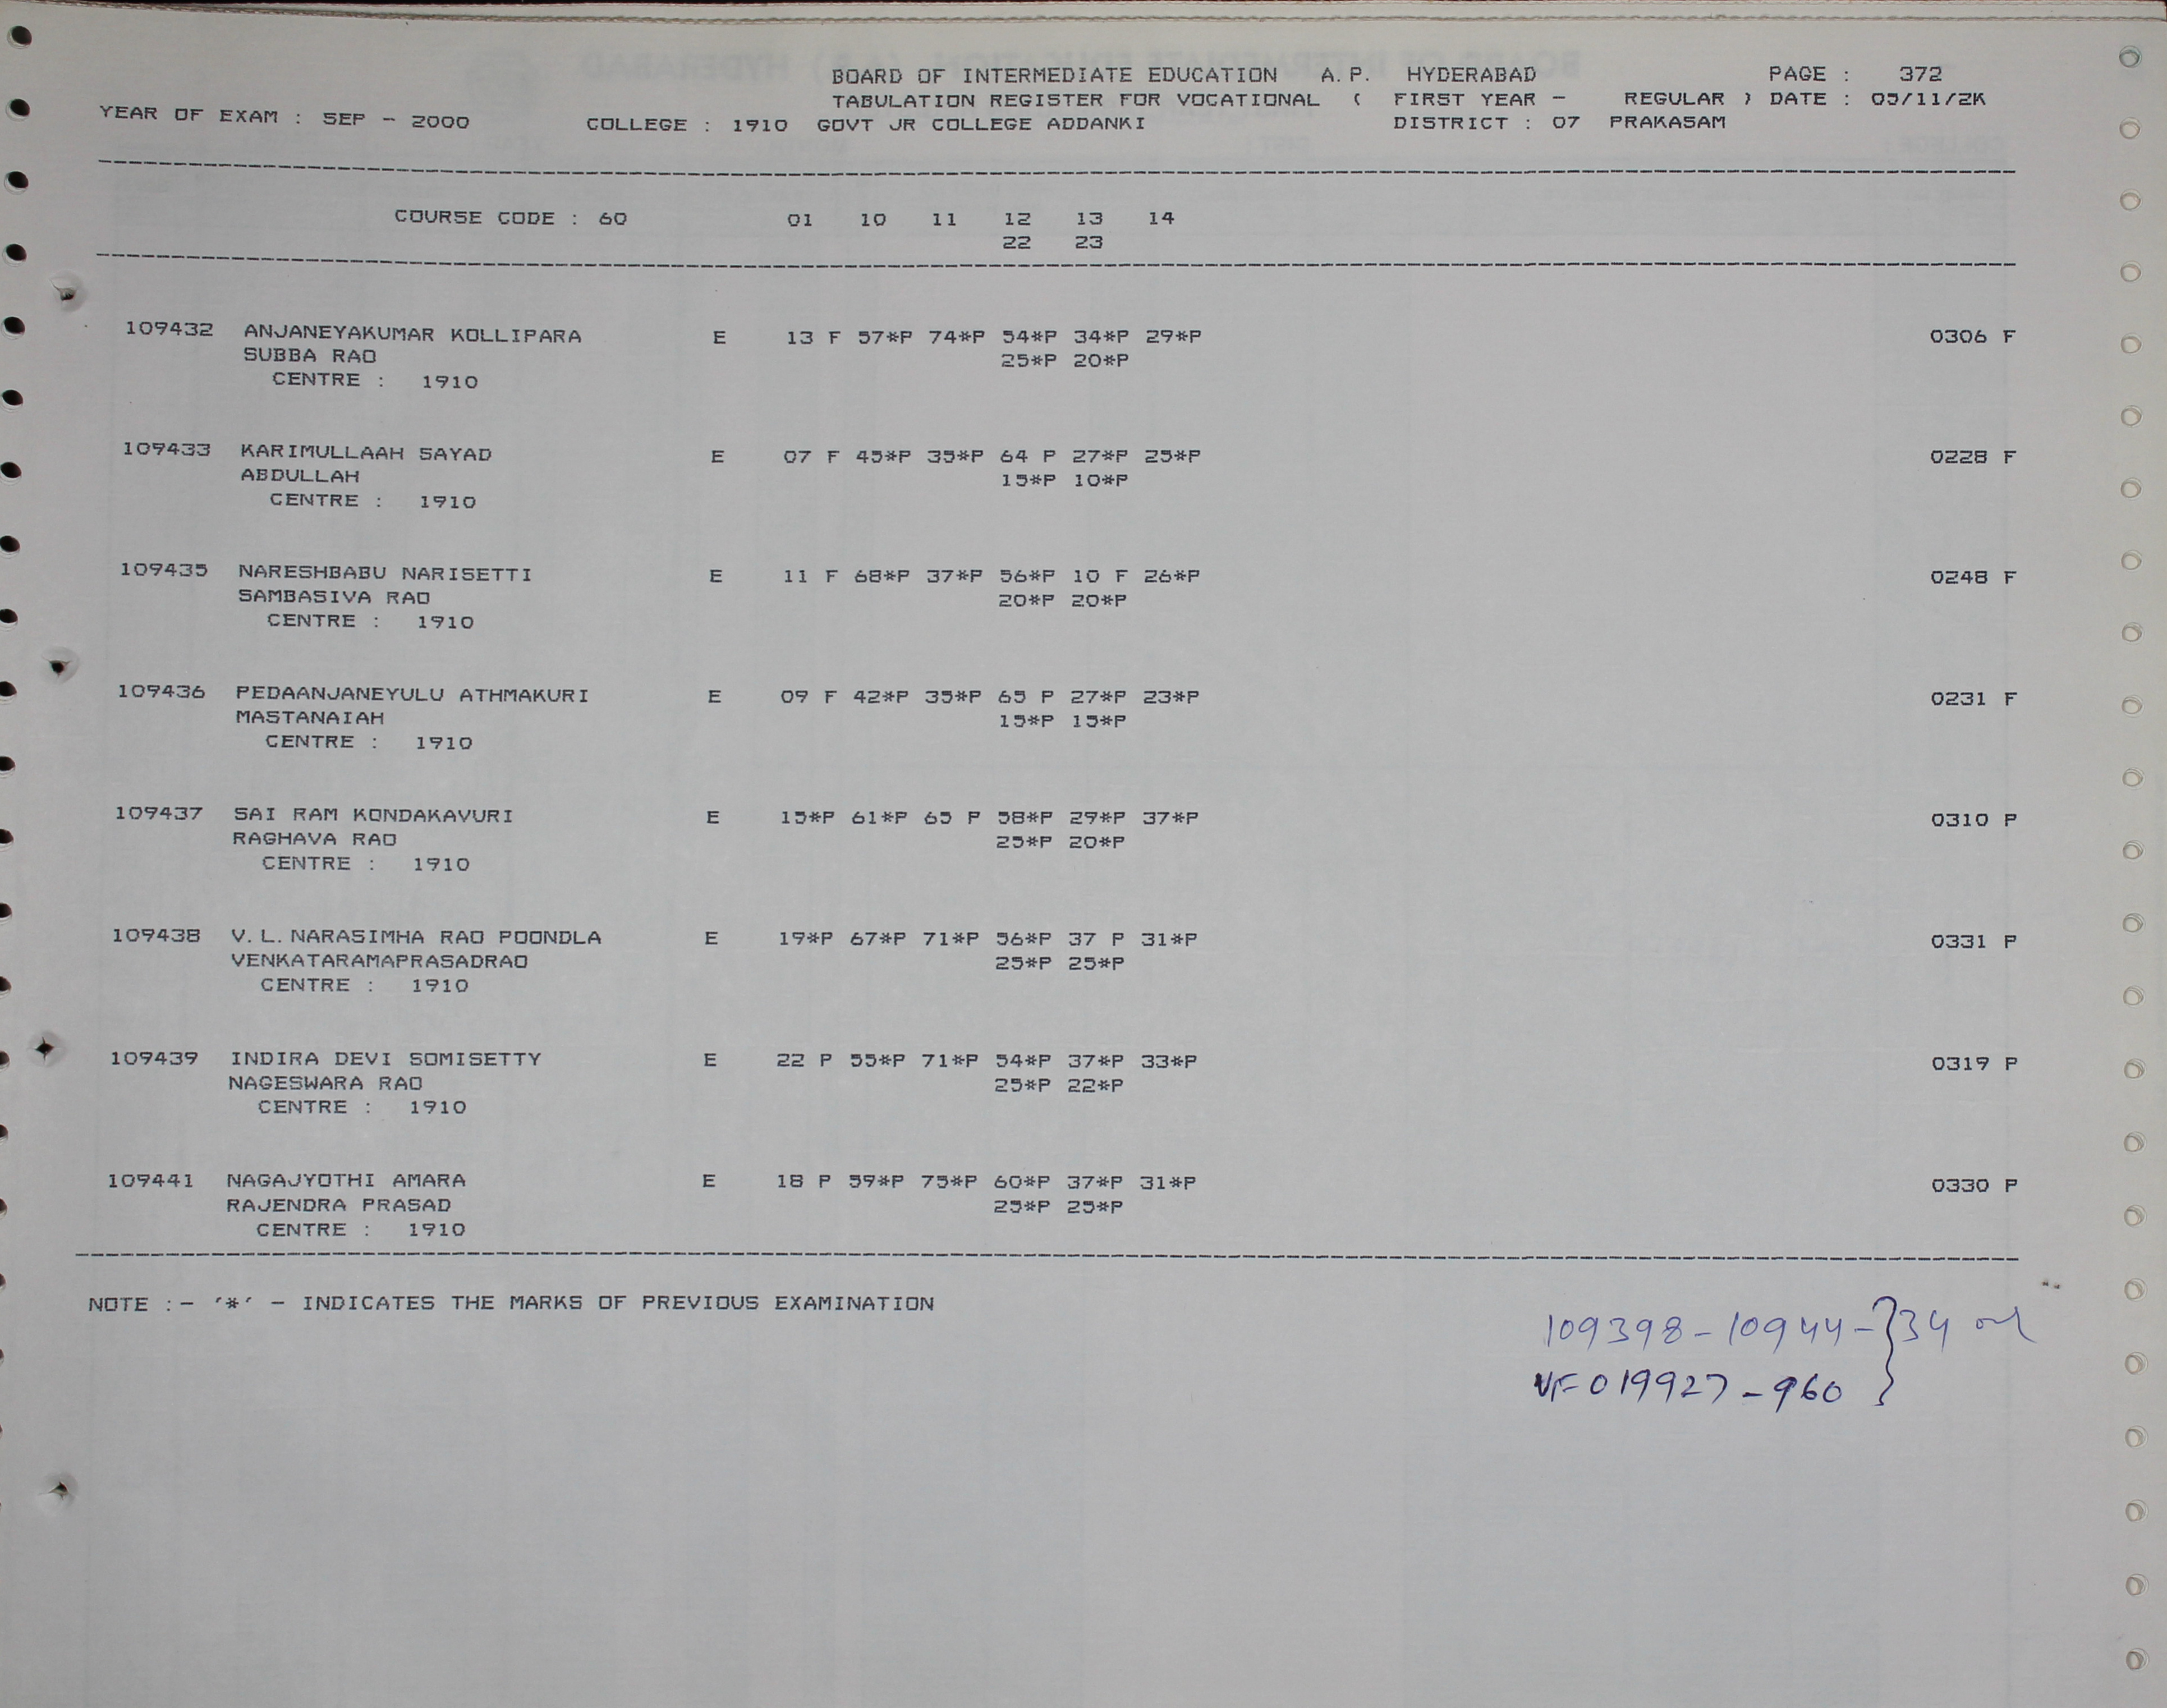 BOARD OF INTERMEDIATE EDUCATION A.P. HYDERABAD PAGE : 372
TABULATION REGISTER FOR VOCATIONAL ( FIRST YEAR - REGULAR ) DATE : 05/11/2K
YEAR OF EXAM : SEP - 2000 COLLEGE : 1910 GOVT JR COLLEGE ADDANKI DISTRICT : 07 PRAKASAM
COURSE CODE : 60 01 10 11 12 13 14
22 23
109432 ANJANEYAKUMAR KOLLIPARA E 13 F 57*P 74*P 54*P 34*P 29*P 0306 F
SUBBA RAO 25*P 20*P
CENTRE : 1910
109433 KARIMULLAAH SAYAD E 07 F 45*P 35*P 64 P 27*P 25*P 0228 F
ABDULLAH 15*P 10*P
CENTRE : 1910
109435 NARESHBABU NARISETTI E 11 F 68*P 37*P 56*P 10 F 26*P 0248 F
SAMBASIVA RAO 20*P 20*P
CENTRE : 1910
109436 PEDAANJANEYULU ATHMAKURI E 09 F 42*P 35*P 65 P 27*P 23*P 0231 F
MASTANAIAH 15*P 15*P
CENTRE : 1910
109437 SAI RAM KONDAKAVURI E 15*P 61*P 65 P 58*P 29*P 37*P 0310 P
RAGHAVA RAO 25*P 20*P
CENTRE : 1910
109438 V.L.NARASIMHA RAO POONDLA E 19*P 67*P 71*P 56*P 37 P 31*P 0331 P
VENKATARAMAPRASADRAO 25*P 25*P
CENTRE : 1910
109439 INDIRA DEVI SOMISETTY E 22 P 55*P 71*P 54*P 37*P 33*P 0319 P
NAGESWARA RAO 25*P 22*P
CENTRE : 1910
109441 NAGAJYOTHI AMARA E 18 P 59*P 75*P 60*P 37*P 31*P 0330 P
RAJENDRA PRASAD 25*P 25*P
CENTRE : 1910
NOTE :- '*' - INDICATES THE MARKS OF PREVIOUS EXAMINATION
109398-10944- } 34
VF019927-960